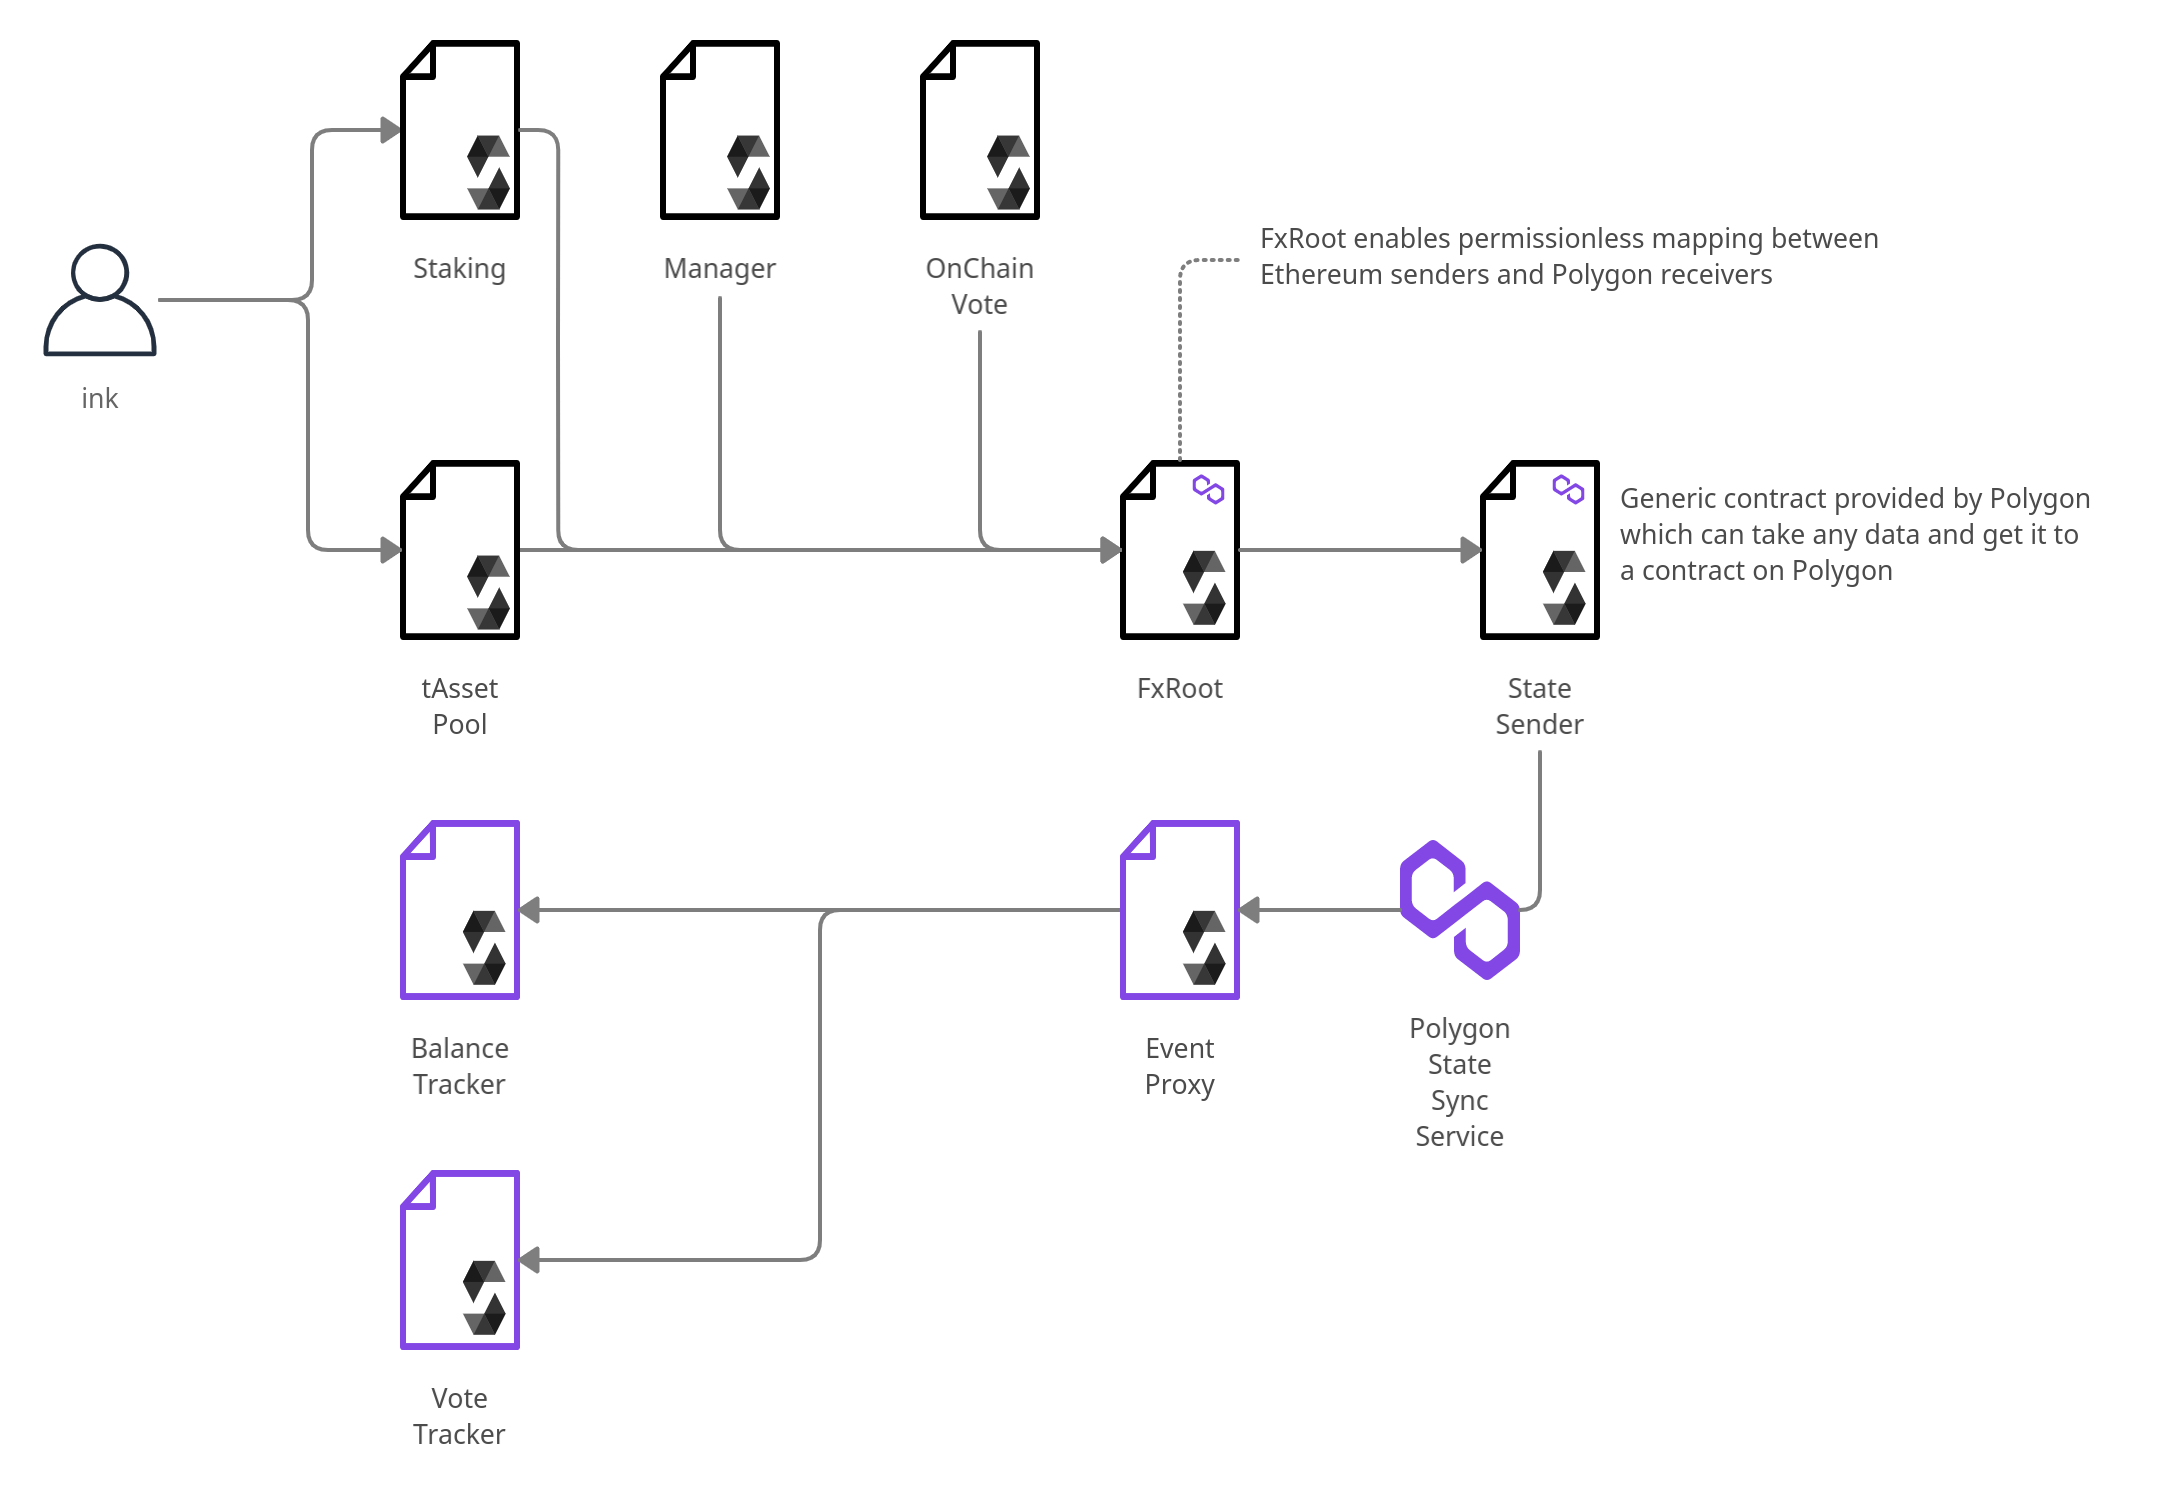 Staking
Manager
OnChain
Vote
FxRoot enables permissionless mapping between
Ethereum senders and Polygon receivers
ink
Generic contract provided by Polygon
which can take any data and get it to
a contract on Polygon
tAsset
Pool
FxRoot
State
Sender
Balance
Tracker
Event
Proxy
Polygon
State
Sync
Service
Vote
Tracker